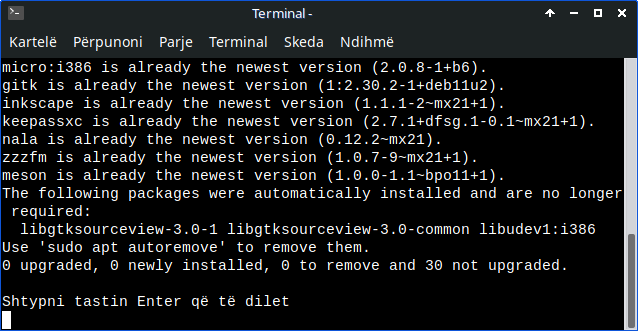 Terminal -
Kartelë Përpunoni Parje Terminal Skeda Ndihmë
micro:i386 is already the newest version (2.0.8-1+b6).
gitk is already the newest version (1:2.30.2-1+deb11u2).
inkscape is already the newest version (1.1.1-2~mx21+1).
keepassxc is already the newest version (2.7.1+dfsg.1-0.1~mx21+1).
nala is already the newest version (0.12.2~mx21).
zzzfm is already the newest version (1.0.7-9~mx21+1).
meson is already the newest version (1.0.0-1.1~bpo11+1).
The following packages were automatically installed and are no longer
required:
libgtksourceview-3.0-1 libgtksourceview-3.0-common libudev1:i386
Use 'sudo apt autoremove' to remove them.
0 upgraded, 0 newly installed, 0 to remove and 30 not upgraded.
Shtypni tastin Enter që të dilet